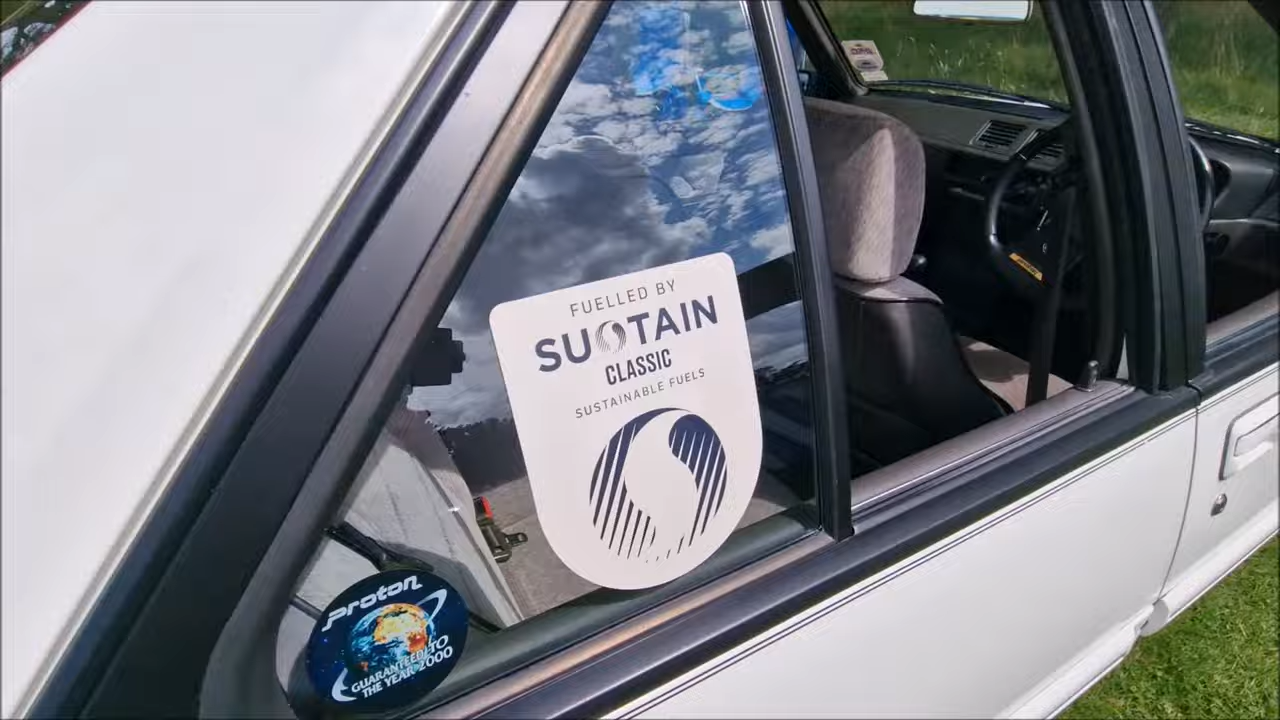 FUELLED BY
SUSTAIN
CLASSIC
SUSTAINABLE FUELS
PROTON
GUARANTEED TO
THE YEAR 2000